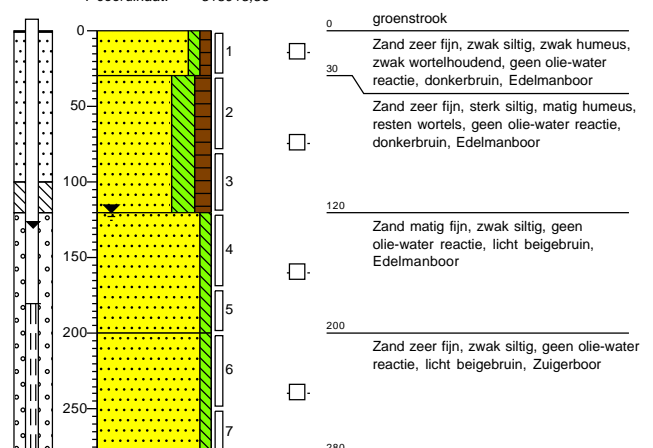 0
groenstrook
0
1
Zand zeer fijn, zwak siltig, zwak humeus,
zwak wortelhoudend, geen olie-water
reactie, donkerbruin, Edelmanboor
30
50
2
Zand zeer fijn, sterk siltig, matig humeus,
resten wortels, geen olie-water reactie,
donkerbruin, Edelmanboor
100
3
120
150
4
Zand matig fijn, zwak siltig, geen
olie-water reactie, licht beigebruin,
Edelmanboor
5
200
200
6
Zand zeer fijn, zwak siltig, geen olie-water
reactie, licht beigebruin, Zuigerboor
250
7
280